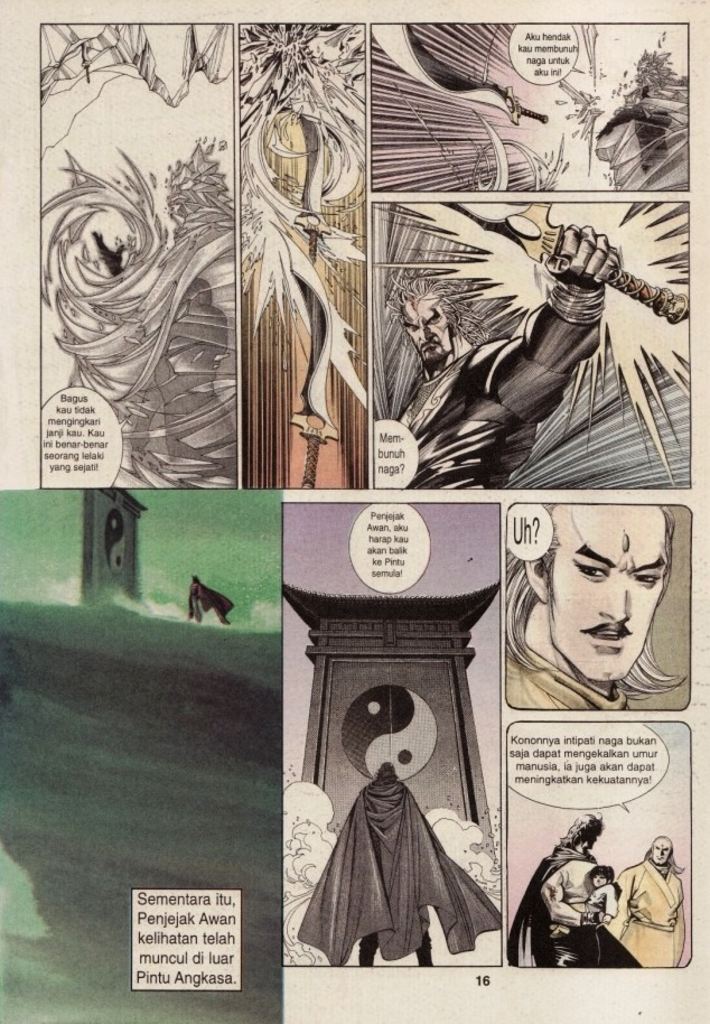 Bagus
kau tidak
mengingkari
janji kau. Kau
ini benar-benar
seorang lelaki
yang sejati!
Aku hendak
kau membunuh
naga untuk
aku ini!
Mem-
bunuh
naga?
Sementara itu,
Penjejak Awan
kelihatan telah
muncul di luar
Pintu Angkasa.
Penjejak
Awan, aku
harap kau
akan balik
ke Pintu
semula!
Uh?
Kononnya intipati naga bukan
saja dapat mengekalkan umur
manusia, ia juga akan dapat
meningkatkan kekuatannya!
16